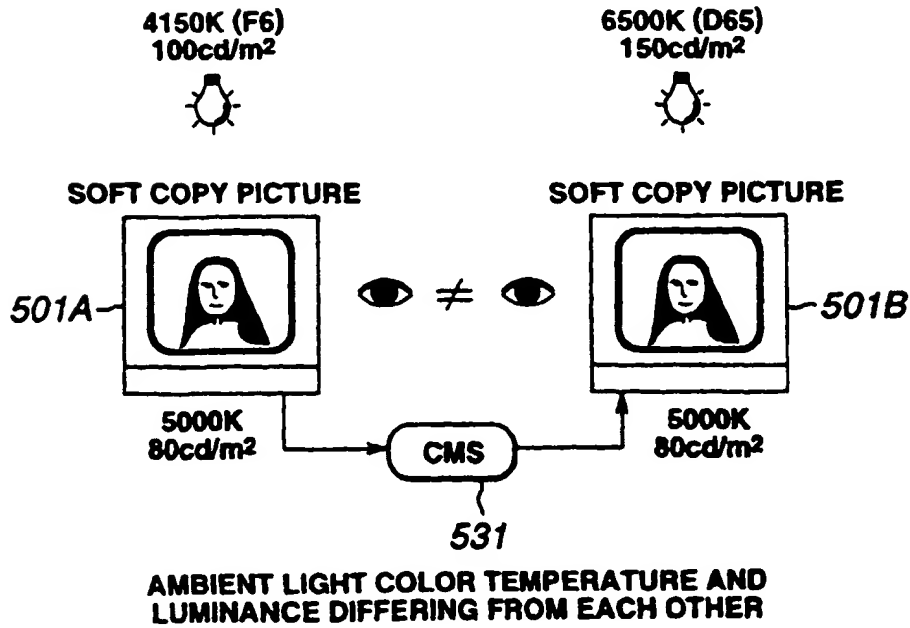 4150K (F6)
100cd/m²
6500K (D65)
150cd/m²
SOFT COPY PICTURE
SOFT COPY PICTURE
501A
≠
501B
5000K
80cd/m²
5000K
80cd/m²
CMS
531
AMBIENT LIGHT COLOR TEMPERATURE AND
LUMINANCE DIFFERING FROM EACH OTHER